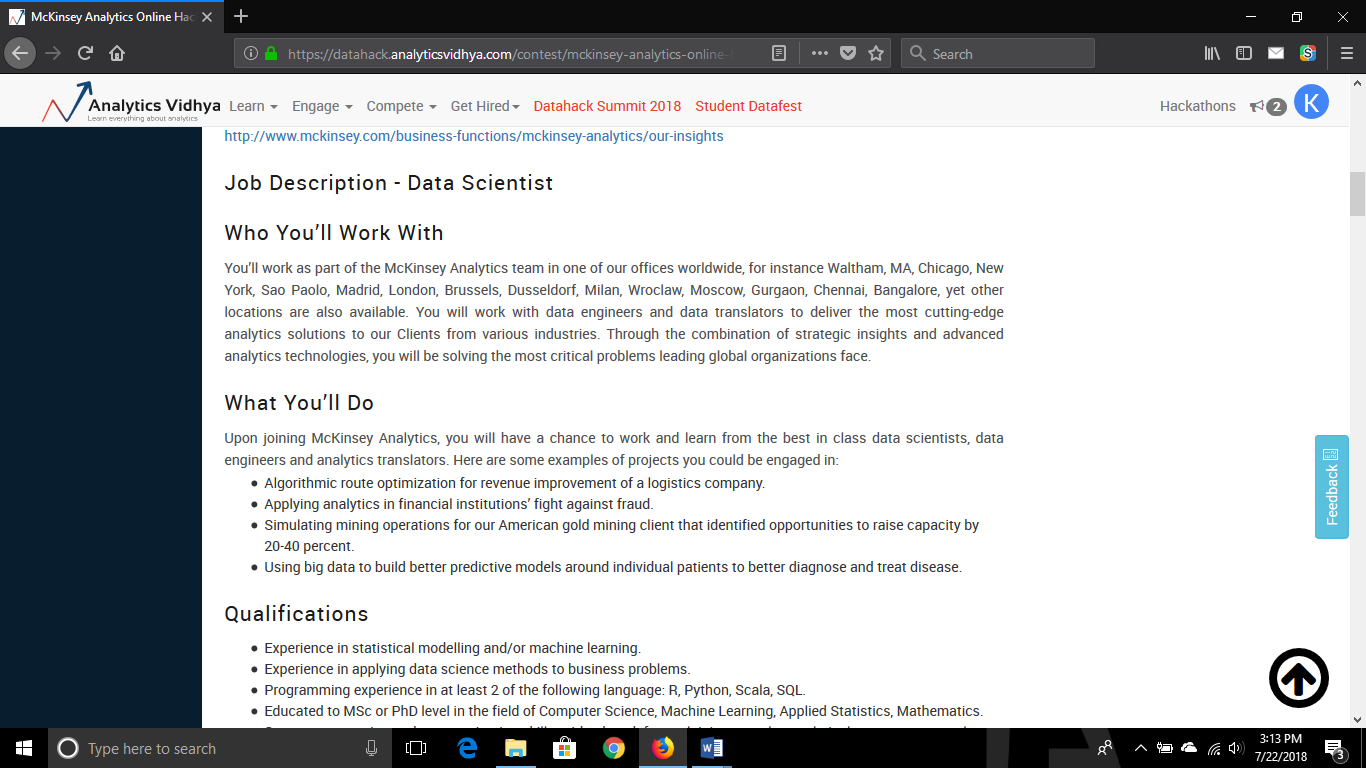 McKinsey Analytics Online Hac
https://datahack.analyticsvidhya.com/contest/mckinsey-analytics-online-
Search
S
Analytics Vidhya
Learn everything about analytics
Learn
Engage
Compete
Get Hired
Datahack Summit 2018
Student Datafest
Hackathons
2
K
http://www.mckinsey.com/business-functions/mckinsey-analytics/our-insights
Job Description - Data Scientist
Who You’ll Work With
You’ll work as part of the McKinsey Analytics team in one of our offices worldwide, for instance Waltham, MA, Chicago, New
York, Sao Paolo, Madrid, London, Brussels, Dusseldorf, Milan, Wroclaw, Moscow, Gurgaon, Chennai, Bangalore, yet other
locations are also available. You will work with data engineers and data translators to deliver the most cutting-edge
analytics solutions to our Clients from various industries. Through the combination of strategic insights and advanced
analytics technologies, you will be solving the most critical problems leading global organizations face.
What You’ll Do
Upon joining McKinsey Analytics, you will have a chance to work and learn from the best in class data scientists, data
engineers and analytics translators. Here are some examples of projects you could be engaged in:
Algorithmic route optimization for revenue improvement of a logistics company.
Applying analytics in financial institutions’ fight against fraud.
Simulating mining operations for our American gold mining client that identified opportunities to raise capacity by
20-40 percent.
Using big data to build better predictive models around individual patients to better diagnose and treat disease.
Feedback
Qualifications
Experience in statistical modelling and/or machine learning.
Experience in applying data science methods to business problems.
Programming experience in at least 2 of the following language: R, Python, Scala, SQL.
Educated to MSc or PhD level in the field of Computer Science, Machine Learning, Applied Statistics, Mathematics.
Type here to search
3:13 PM
7/22/2018
3